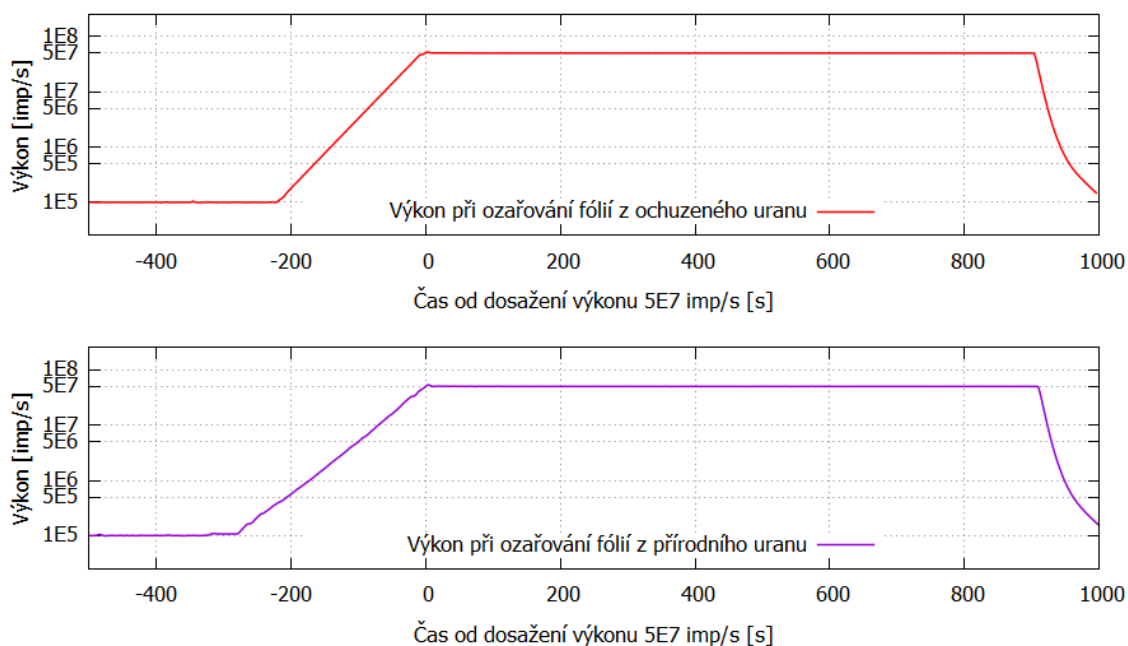 Výkon [imp/s]
1E8
5E7
1E7
5E6
1E6
5E5
1E5
Výkon při ozařování fólií z ochuzeného uranu
-400 -200 0 200 400 600 800 1000
Čas od dosažení výkonu 5E7 imp/s [s]
Výkon [imp/s]
1E8
5E7
1E7
5E6
1E6
5E5
1E5
Výkon při ozařování fólií z přírodního uranu
-400 -200 0 200 400 600 800 1000
Čas od dosažení výkonu 5E7 imp/s [s]